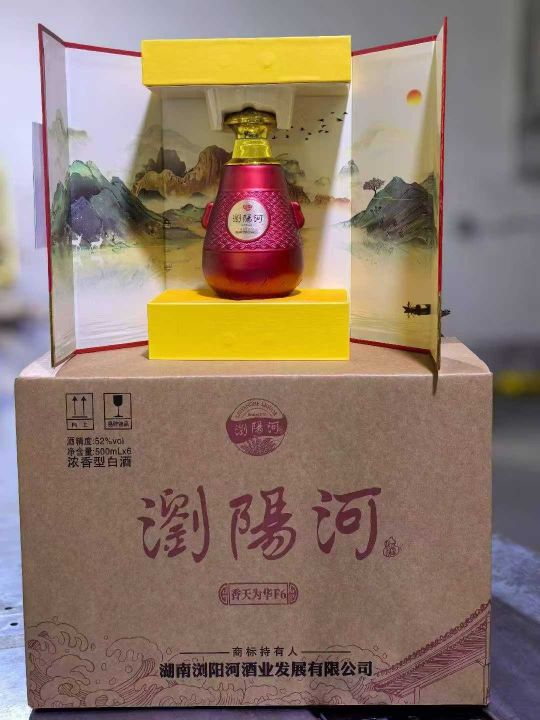 瀏陽河
向上
易碎物品
酒精度:52%vol
净含量:500mLx6
浓香型白酒
瀏陽河
瀏陽河
香天为华F6
商标持有人
湖南浏阳河酒业发展有限公司